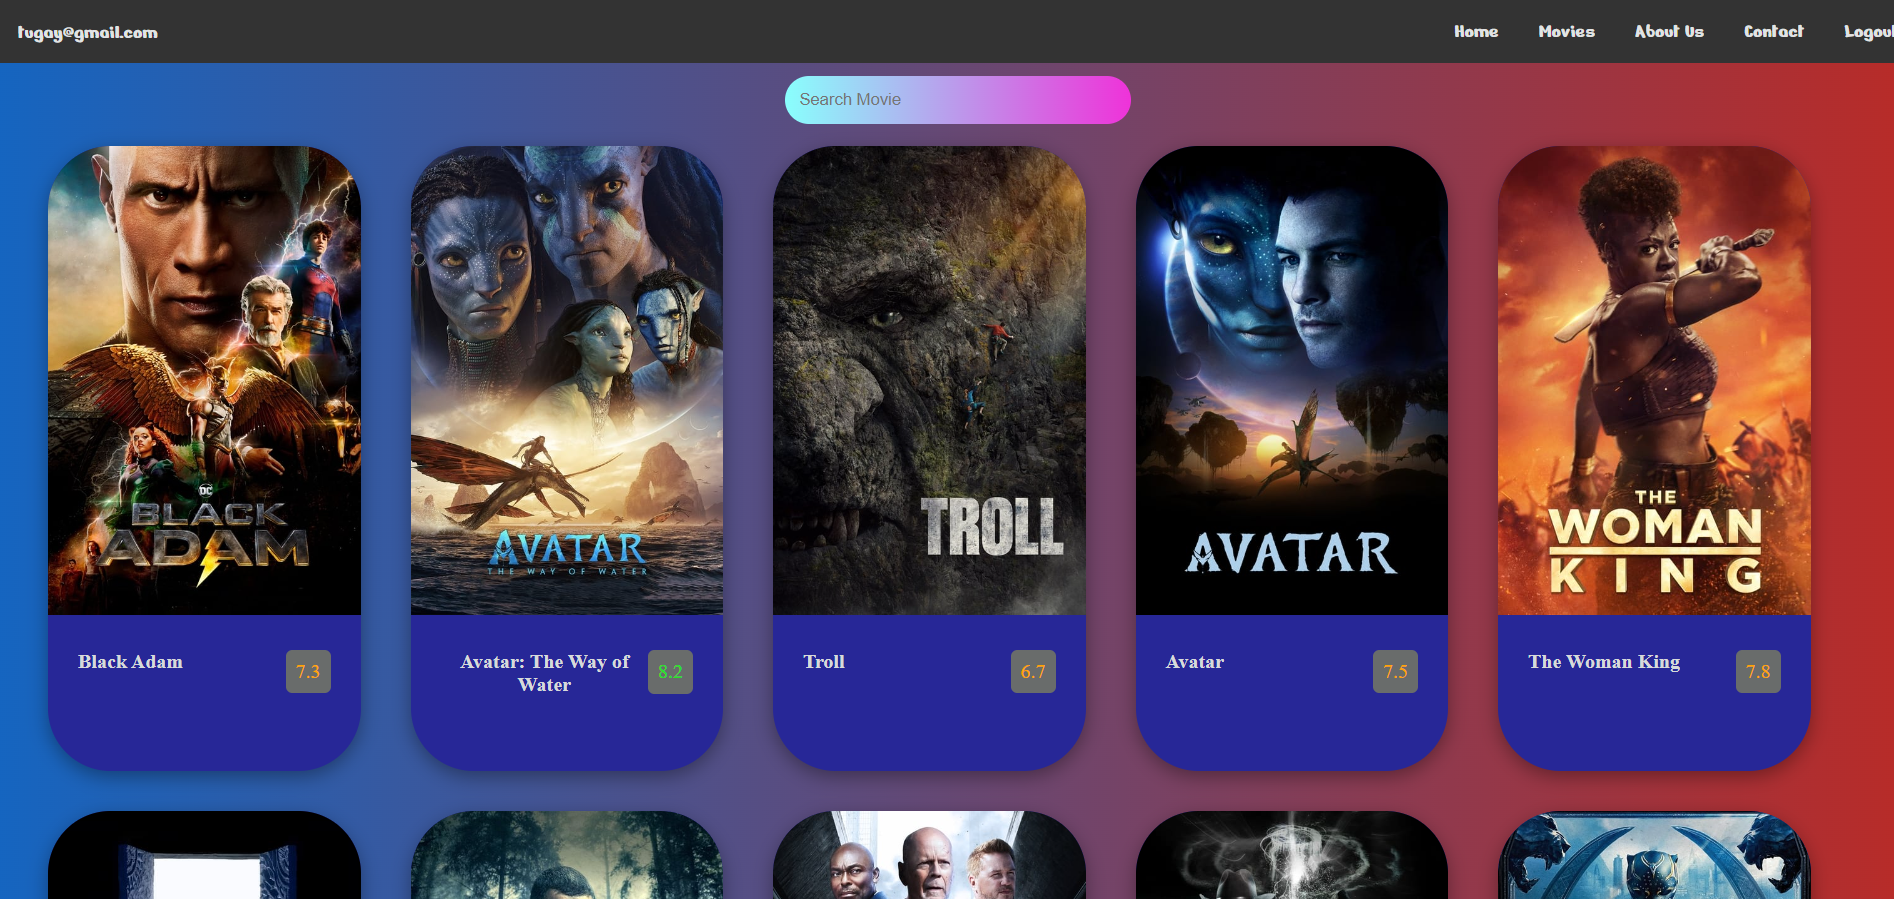 tugay@gmail.com
Home Movies About Us Contact Logout
Search Movie
DC
BLACK
ADAM
AVATAR
THE WAY OF WATER
TROLL
AVATAR
THE
WOMAN
KING
Black Adam 7.3
Avatar: The Way of
Water
8.2
Troll 6.7
Avatar 7.5
The Woman King 7.8